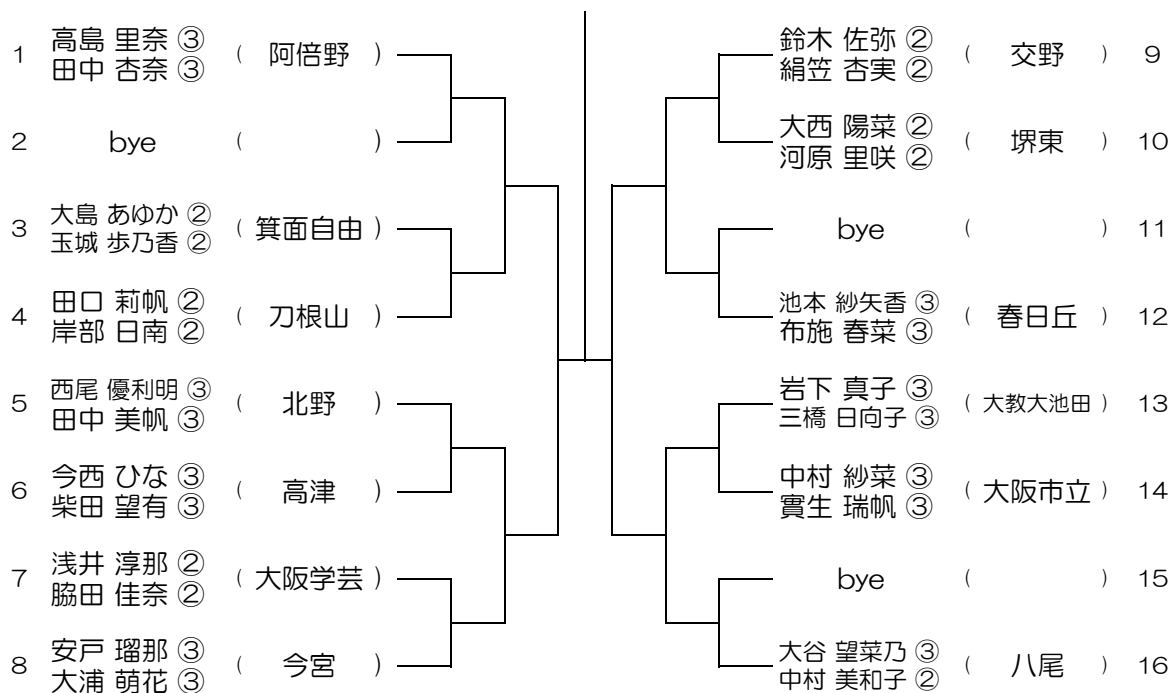 1 高島 里奈 ③ ( 阿倍野 )
田中 杏奈 ③
2 bye ( )
3 大島 あゆか ② ( 箕面自由 )
玉城 歩乃香 ②
4 田口 莉帆 ② ( 刀根山 )
岸部 日南 ②
5 西尾 優利明 ③ ( 北野 )
田中 美帆 ③
6 今西 ひな ③ ( 高津 )
柴田 望有 ③
7 浅井 淳那 ② ( 大阪学芸 )
脇田 佳奈 ②
8 安戸 瑠那 ③ ( 今宮 )
大浦 萌花 ③
鈴木 佐弥 ② ( 交野 ) 9
絹笠 杏実 ②
大西 陽菜 ② ( 堺東 ) 10
河原 里咲 ②
bye ( ) 11
池本 紗矢香 ③ ( 春日丘 ) 12
布施 春菜 ③
岩下 真子 ③ ( 大教大池田 ) 13
三橋 日向子 ③
中村 紗菜 ③ ( 大阪市立 ) 14
實生 瑞帆 ③
bye ( ) 15
大谷 望菜乃 ③ ( 八尾 ) 16
中村 美和子 ②